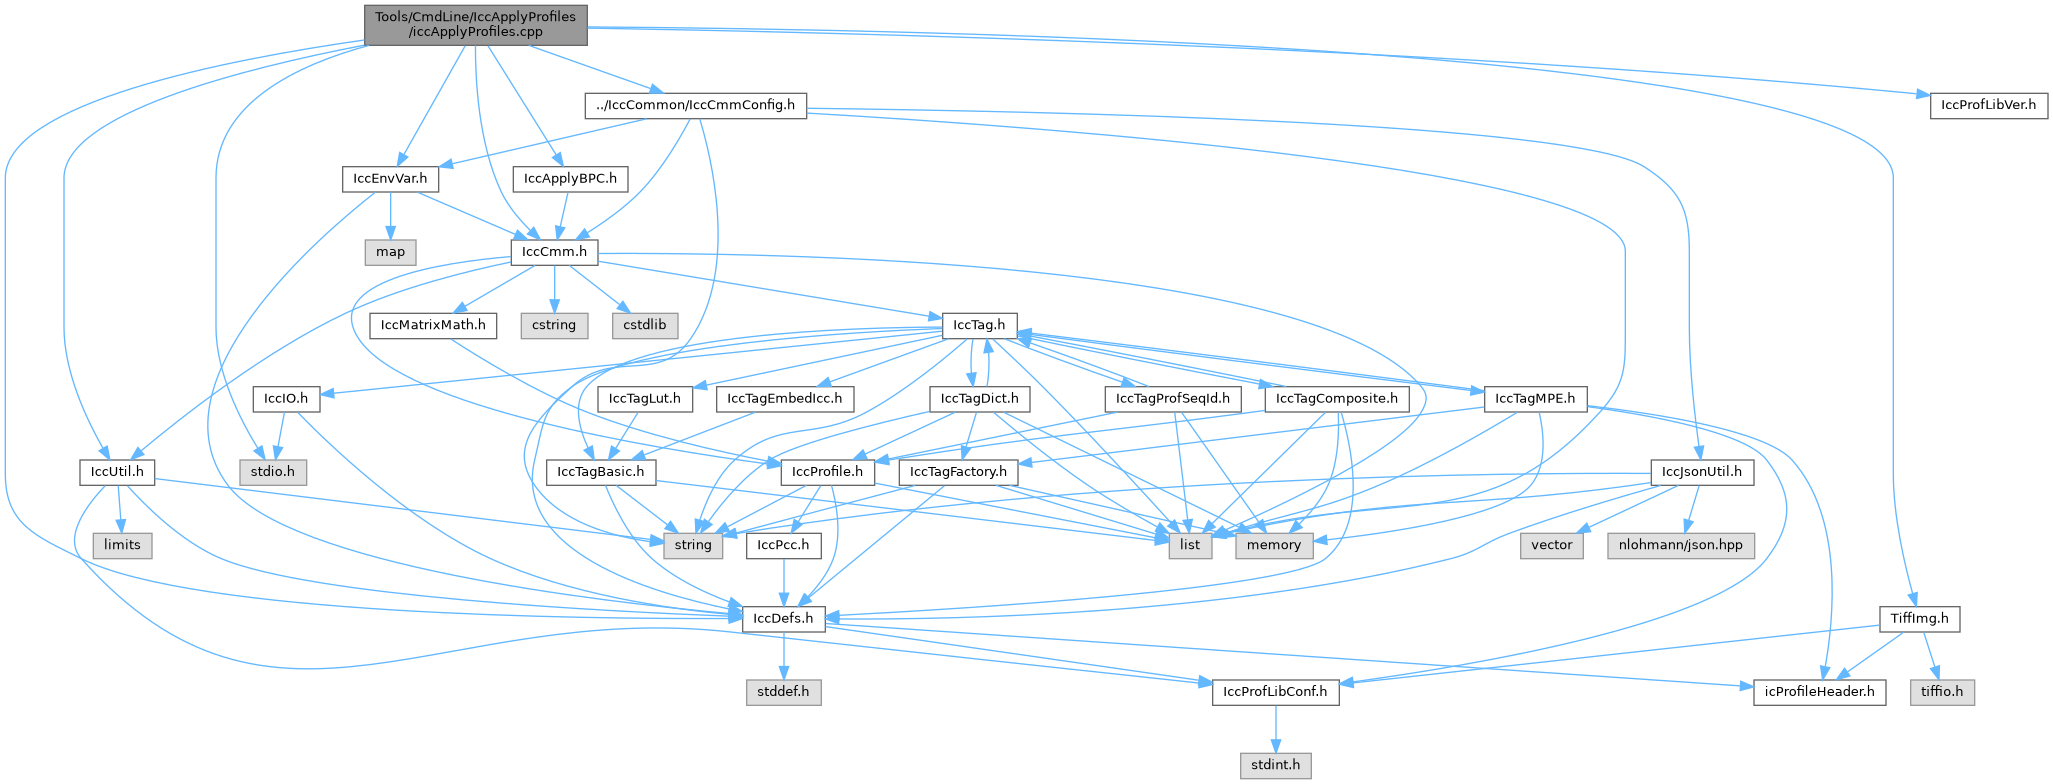 Tools/CmdLine/IccApplyProfiles
/iccApplyProfiles.cpp
../IccCommon/IccCmmConfig.h
IccProfLibVer.h
IccEnvVar.h
IccApplyBPC.h
map
IccCmm.h
IccMatrixMath.h
cstring
cstdlib
IccTag.h
IccIO.h
IccTagLut.h
IccTagEmbedIcc.h
IccTagDict.h
IccTagProfSeqId.h
IccTagComposite.h
IccTagMPE.h
IccUtil.h
stdio.h
IccTagBasic.h
IccProfile.h
IccTagFactory.h
IccJsonUtil.h
limits
string
IccPcc.h
list
memory
vector
nlohmann/json.hpp
IccDefs.h
TiffImg.h
stddef.h
IccProfLibConf.h
icProfileHeader.h
tiffio.h
stdint.h